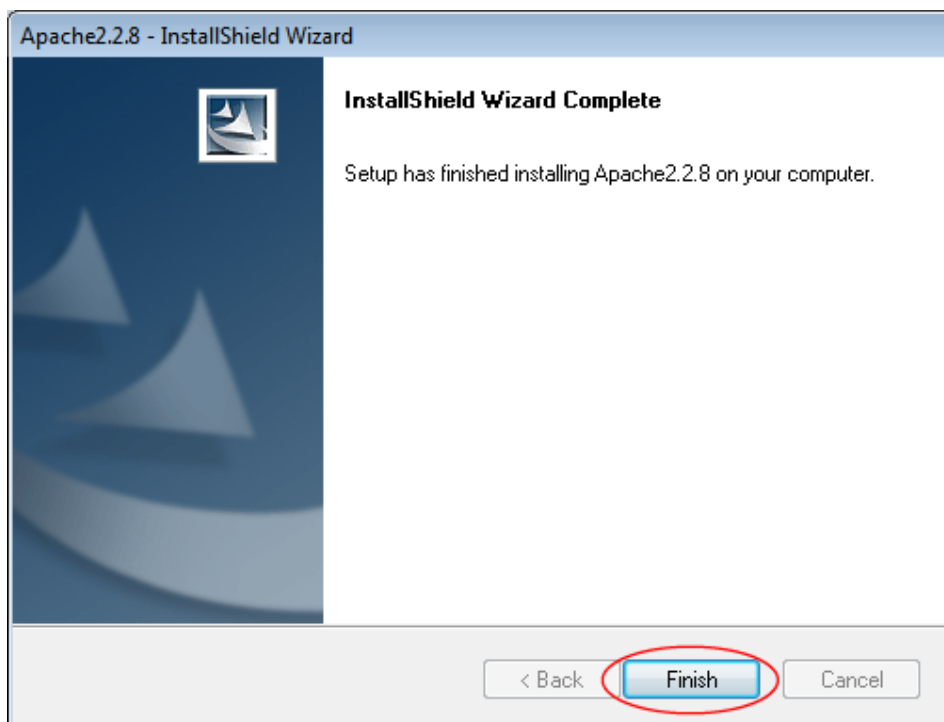 Apache2.2.8 - InstallShield Wizard
InstallShield Wizard Complete
Setup has finished installing Apache2.2.8 on your computer.
< Back
Finish
Cancel